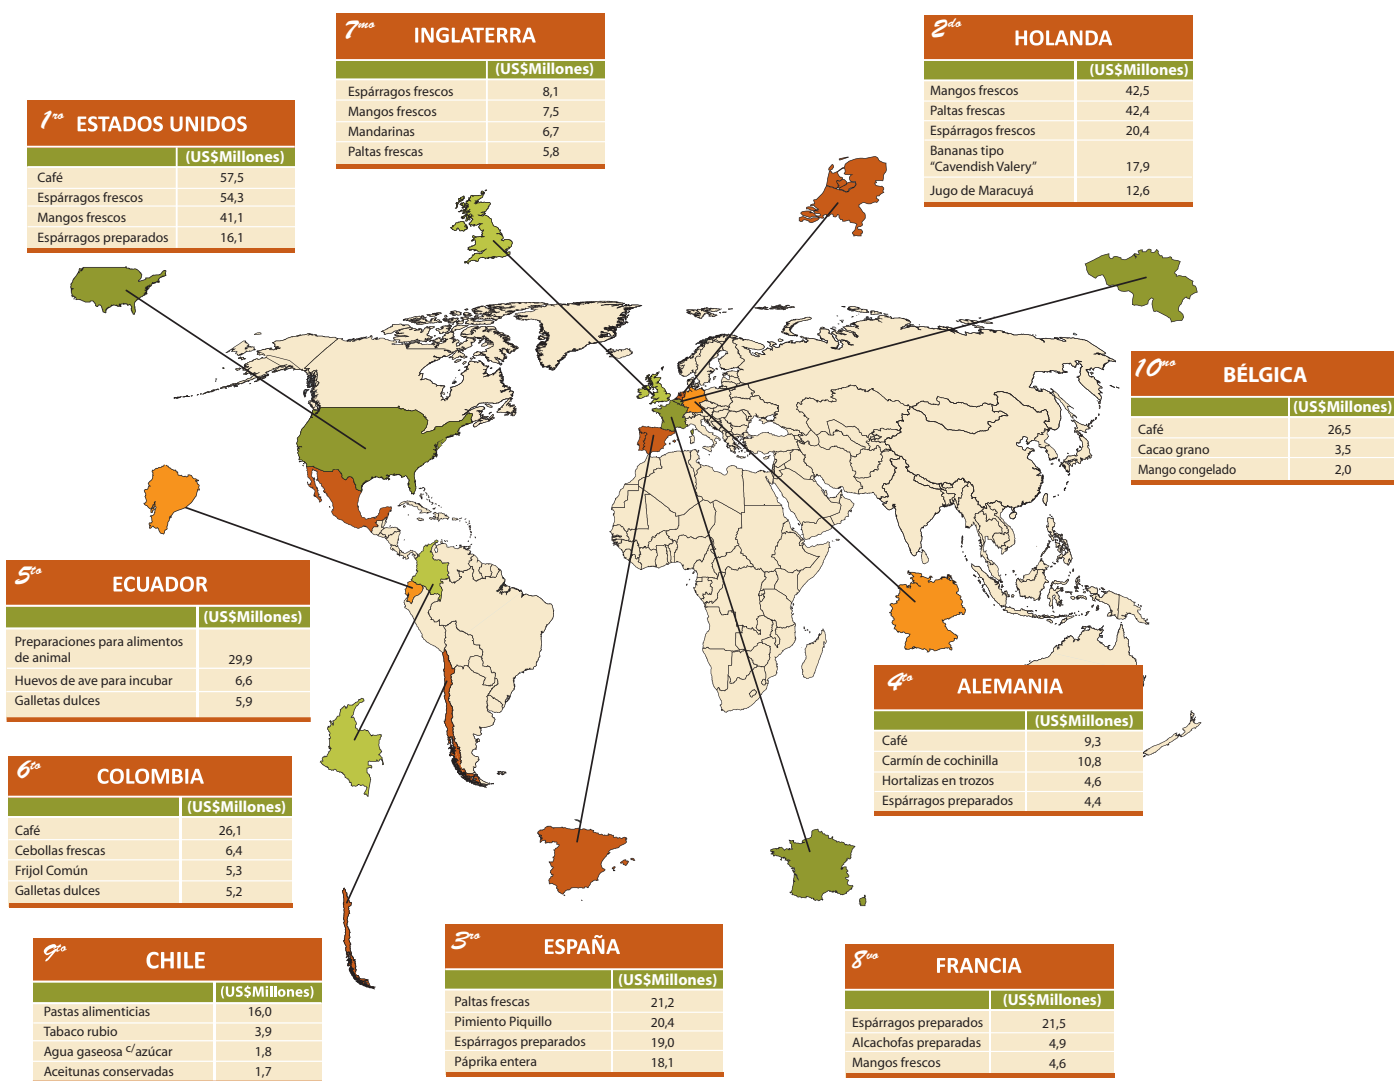 7mo INGLATERRA
(US$Millones)
Espárragos frescos 8,1
Mangos frescos 7,5
Mandarinas 6,7
Paltas frescas 5,8
2do HOLANDA
(US$Millones)
Mangos frescos 42,5
Paltas frescas 42,4
Espárragos frescos 20,4
Bananas tipo
“Cavendish Valery” 17,9
Jugo de Maracuyá 12,6
1ro ESTADOS UNIDOS
(US$Millones)
Café 57,5
Espárragos frescos 54,3
Mangos frescos 41,1
Espárragos preparados 16,1
10mo BÉLGICA
(US$Millones)
Café 26,5
Cacao grano 3,5
Mango congelado 2,0
5to ECUADOR
(US$Millones)
Preparaciones para alimentos
de animal 29,9
Huevos de ave para incubar 6,6
Galletas dulces 5,9
4to ALEMANIA
(US$Millones)
Café 9,3
Carmín de cochinilla 10,8
Hortalizas en trozos 4,6
Espárragos preparados 4,4
6to COLOMBIA
(US$Millones)
Café 26,1
Cebollas frescas 6,4
Frijol Común 5,3
Galletas dulces 5,2
9to CHILE
(US$Millones)
Pastas alimenticias 16,0
Tabaco rubio 3,9
Agua gaseosa c/azúcar 1,8
Aceitunas conservadas 1,7
3ro ESPAÑA
(US$Millones)
Paltas frescas 21,2
Pimiento Piquillo 20,4
Espárragos preparados 19,0
Páprika entera 18,1
8vo FRANCIA
(US$Millones)
Espárragos preparados 21,5
Alcachofas preparadas 4,9
Mangos frescos 4,6